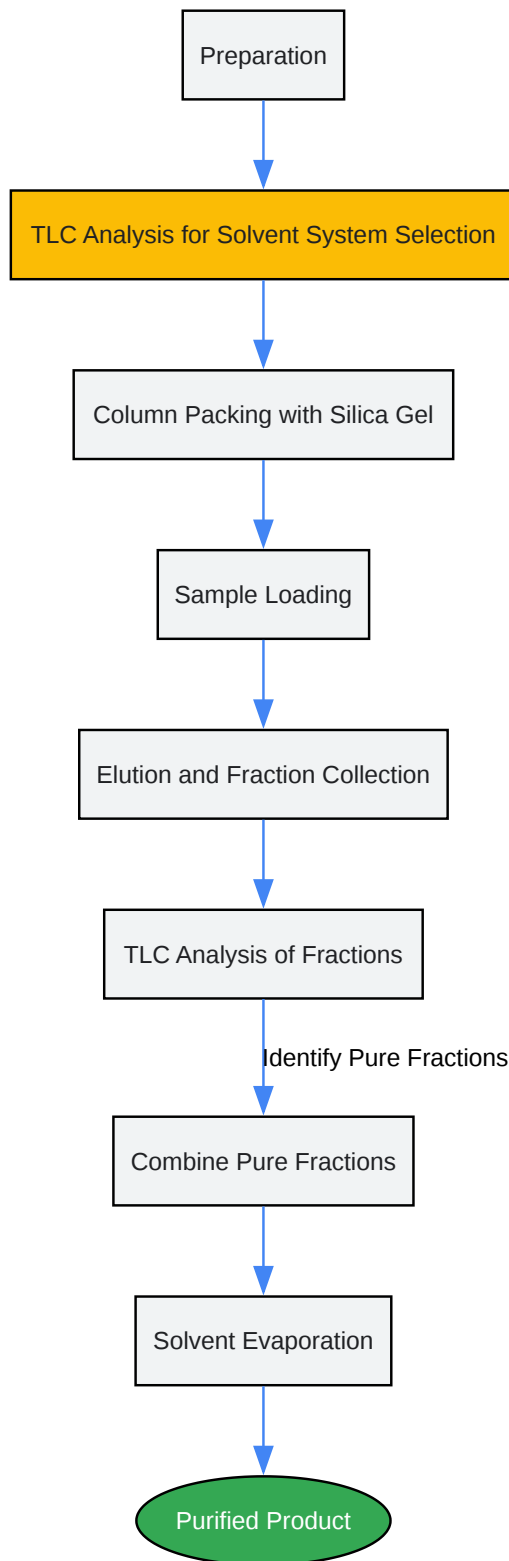 Preparation
TLC Analysis for Solvent System Selection
Column Packing with Silica Gel
Sample Loading
Elution and Fraction Collection
TLC Analysis of Fractions
Identify Pure Fractions
Combine Pure Fractions
Solvent Evaporation
Purified Product